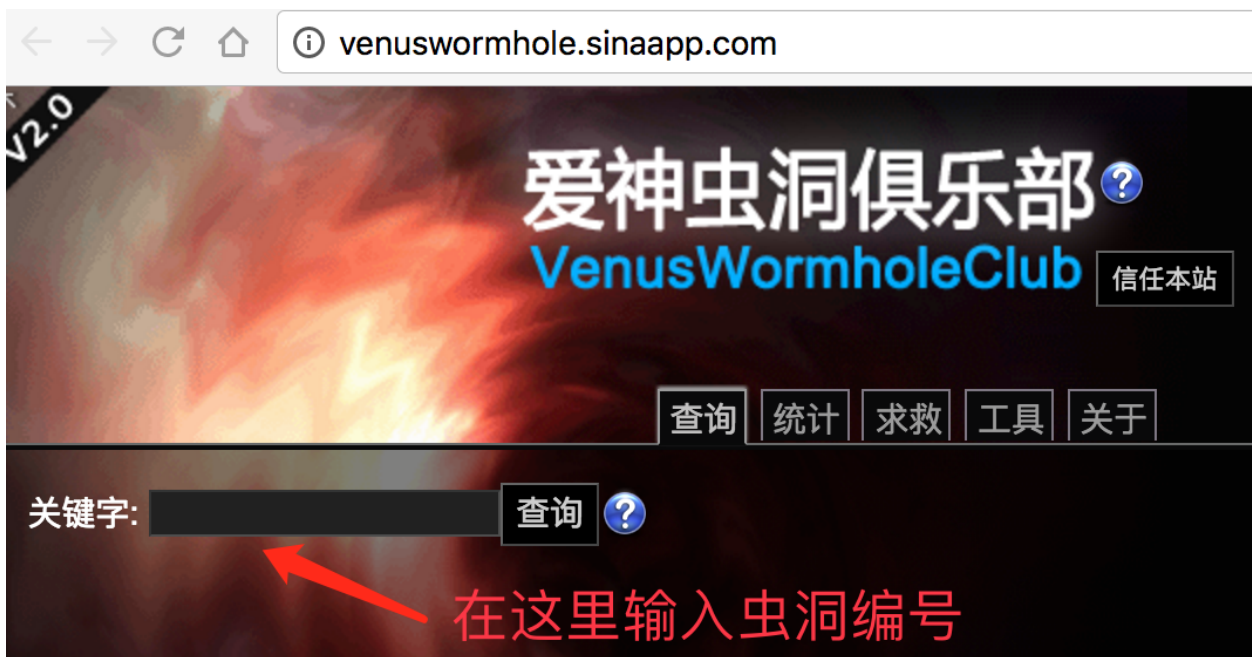 venuswormhole.sinaapp.com
V2.0
爱神虫洞俱乐部
VenusWormholeClub
信任本站
查询 统计 求救 工具 关于
关键字: 查询
在这里输入虫洞编号